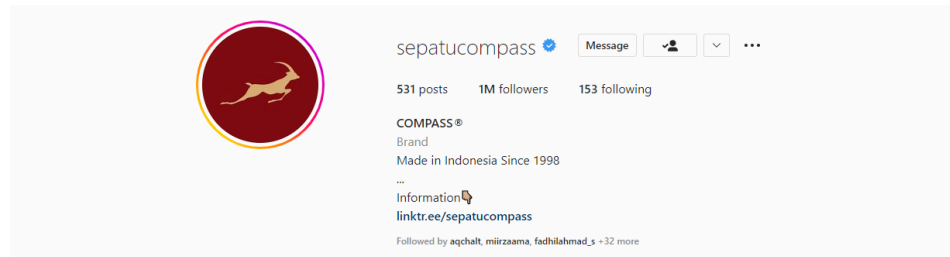 sepatucompass Message
531 posts 1M followers 153 following
COMPASS®
Brand
Made in Indonesia Since 1998
...
Information👇🏽
linktr.ee/sepatucompass
Followed by aqchalt, miirzaama, fadhilahmad_s +32 more